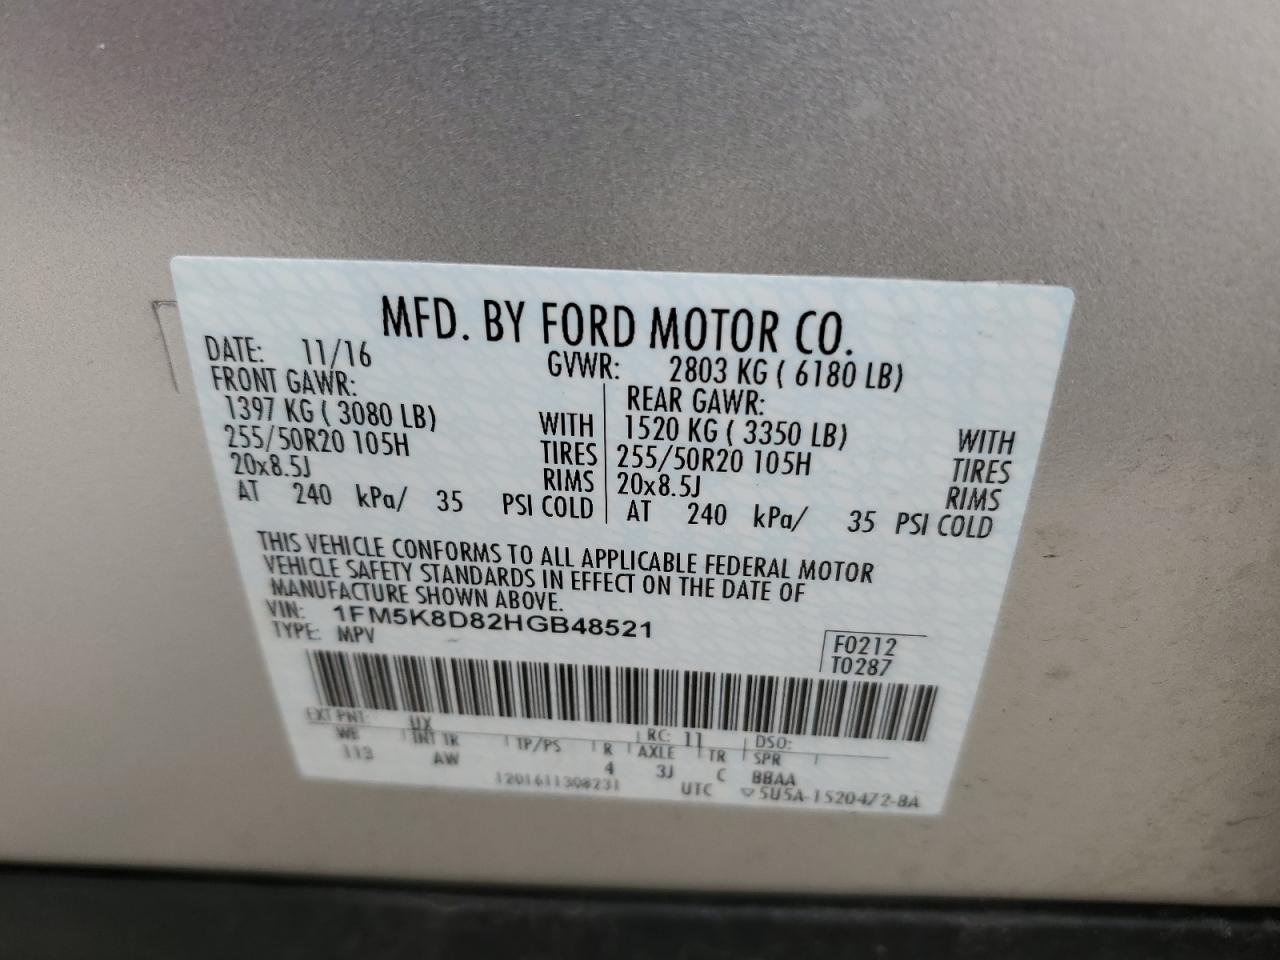 MFD. BY FORD MOTOR CO.
DATE: 11/16 GVWR: 2803 KG ( 6180 LB)
FRONT GAWR: REAR GAWR:
1397 KG ( 3080 LB) WITH 1520 KG ( 3350 LB) WITH
255/50R20 105H TIRES 255/50R20 105H TIRES
20x8.5J RIMS 20x8.5J RIMS
AT 240 kPa/ 35 PSI COLD AT 240 kPa/ 35 PSI COLD
THIS VEHICLE CONFORMS TO ALL APPLICABLE FEDERAL MOTOR
VEHICLE SAFETY STANDARDS IN EFFECT ON THE DATE OF
MANUFACTURE SHOWN ABOVE.
VIN: 1FM5K8D82HGB48521
TYPE: MPV
F0212
T0287
EXT PNT: UX RC: 11 DSO:
WB INT TR TP/PS R AXLE TR SPR
113 AW 4 3J C BBAA
1201611308231 UTC ▽5U5A-1520472-BA